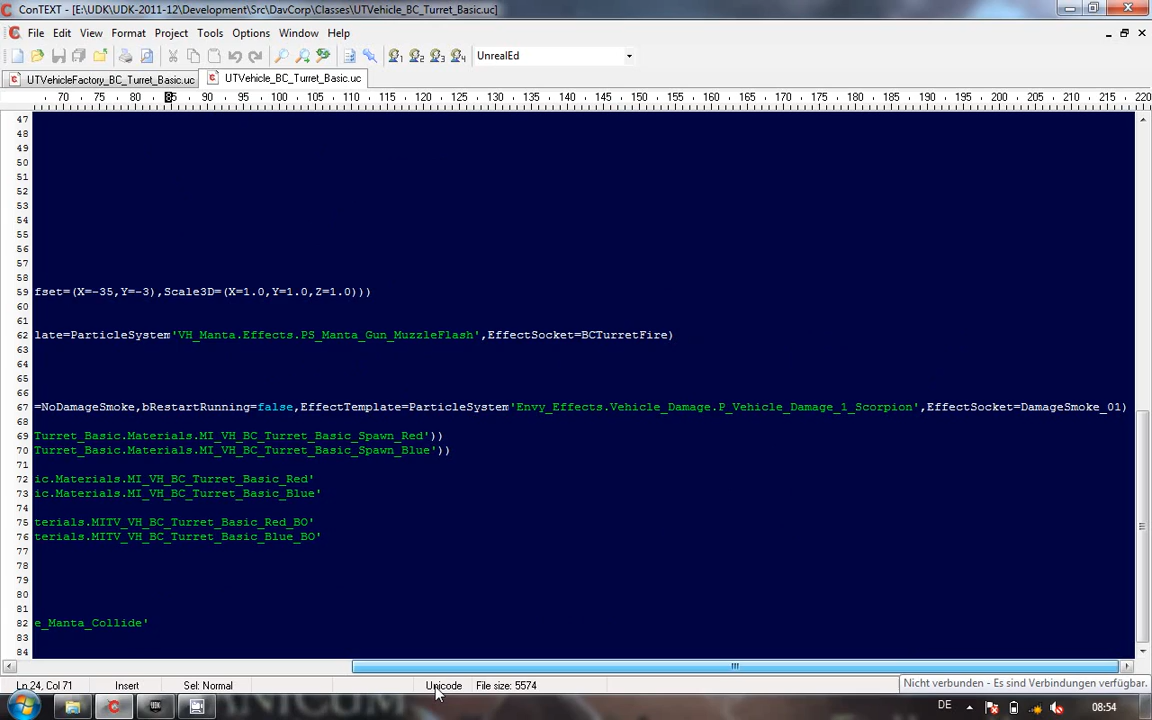 ConTEXT - [E:\UDK\UDK-2011-12\Development\Src\DavCorp\Classes\UTVehicle_BC_Turret_Basic.uc]
File Edit View Format Project Tools Options Window Help
UnrealEd
UTVehicleFactory_BC_Turret_Basic.uc UTVehicle_BC_Turret_Basic.uc
70 75 80 85 90 95 100 105 110 115 120 125 130 135 140 145 150 155 160 165 170 175 180 185 190 195 200 205 210 215 220
47
48
49
50
51
52
53
54
55
56
57
58
59 fset=(X=-35,Y=-3),Scale3D=(X=1.0,Y=1.0,Z=1.0)))
60
61
62 late=ParticleSystem'VH_Manta.Effects.PS_Manta_Gun_MuzzleFlash',EffectSocket=BCTurretFire)
63
64
65
66
67 =NoDamageSmoke,bRestartRunning=false,EffectTemplate=ParticleSystem'Envy_Effects.Vehicle_Damage.P_Vehicle_Damage_1_Scorpion',EffectSocket=DamageSmoke_01)
68
69 Turret_Basic.Materials.MI_VH_BC_Turret_Basic_Spawn_Red'))
70 Turret_Basic.Materials.MI_VH_BC_Turret_Basic_Spawn_Blue'))
71
72 ic.Materials.MI_VH_BC_Turret_Basic_Red'
73 ic.Materials.MI_VH_BC_Turret_Basic_Blue'
74
75 terials.MITV_VH_BC_Turret_Basic_Red_BO'
76 terials.MITV_VH_BC_Turret_Basic_Blue_BO'
77
78
79
80
81
82 e_Manta_Collide'
83
84
Ln 24, Col 71 Insert Sel: Normal Unicode File size: 5574
Nicht verbunden - Es sind Verbindungen verfügbar.
DE 08:54